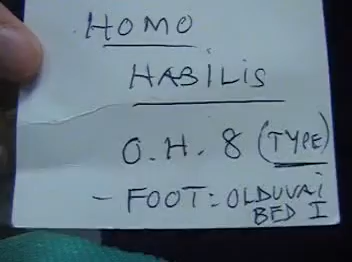 HOMO
HABILIS
O.H. 8 (TYPE)
- FOOT: OLDUVAI
BED I